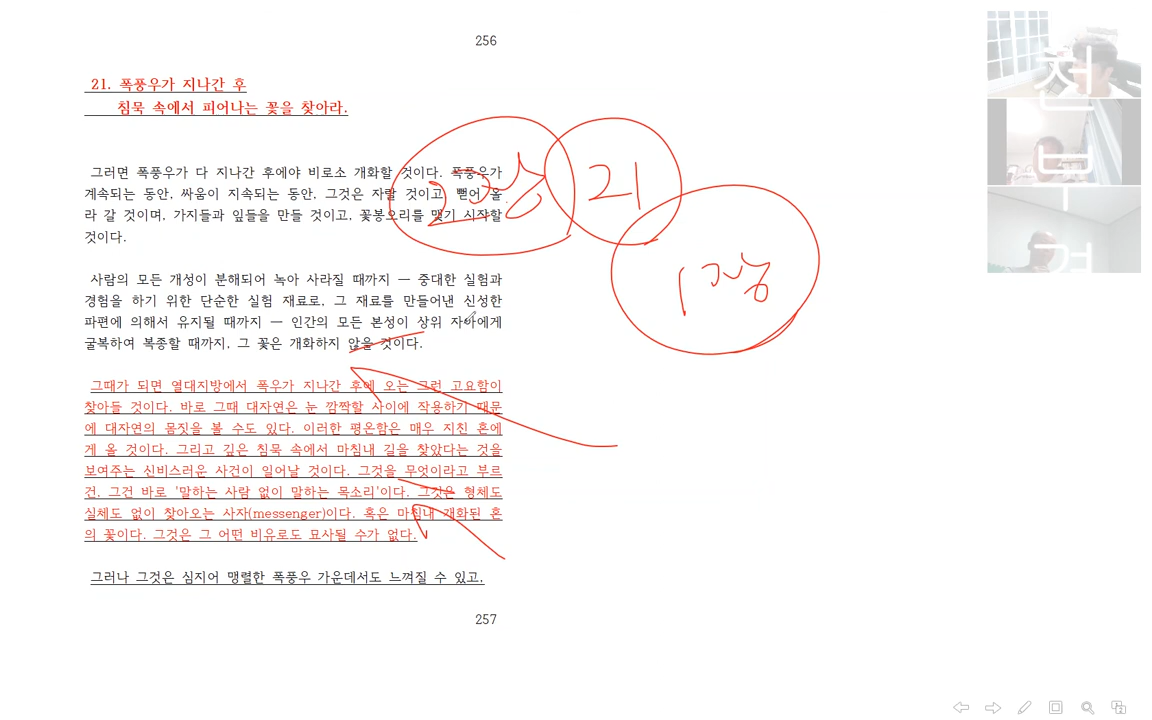 256
21. 폭풍우가 지나간 후
침묵 속에서 피어나는 꽃을 찾아라.
그러면 폭풍우가 다 지나간 후에야 비로소 개화할 것이다. 폭풍우가
계속되는 동안, 싸움이 지속되는 동안, 그것은 자랄 것이고 뻗어 올
라 갈 것이며, 가지들과 잎들을 만들 것이고, 꽃봉오리를 맺기 시작할
것이다.
2장
21
1장
사람의 모든 개성이 분해되어 녹아 사라질 때까지 — 중대한 실험과
경험을 하기 위한 단순한 실험 재료로, 그 재료를 만들어낸 신성한
파편에 의해서 유지될 때까지 — 인간의 모든 본성이 상위 자아에게
굴복하여 복종할 때까지, 그 꽃은 개화하지 않을 것이다.
그때가 되면 열대지방에서 폭우가 지나간 후에 오는 그런 고요함이
찾아들 것이다. 바로 그때 대자연은 눈 깜짝할 사이에 작용하기 때문
에 대자연의 몸짓을 볼 수도 있다. 이러한 평온함은 매우 지친 혼에
게 올 것이다. 그리고 깊은 침묵 속에서 마침내 길을 찾았다는 것을
보여주는 신비스러운 사건이 일어날 것이다. 그것을 무엇이라고 부르
건, 그건 바로 '말하는 사람 없이 말하는 목소리'이다. 그것은 형체도
실체도 없이 찾아오는 사자(messenger)이다. 혹은 마침내 개화된 혼
의 꽃이다. 그것은 그 어떤 비유로도 묘사될 수가 없다.
그러나 그것은 심지어 맹렬한 폭풍우 가운데서도 느껴질 수 있고,
257
천
부
경